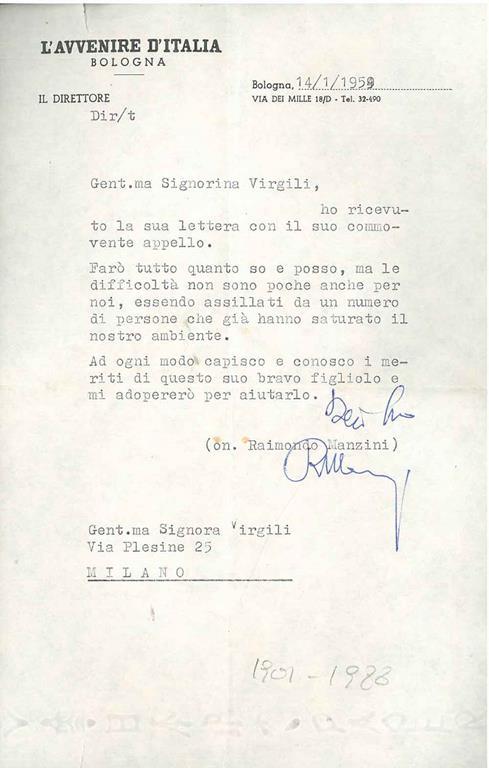 L'AVVENIRE D'ITALIA
BOLOGNA
Bologna, 14/1/1959
IL DIRETTORE
VIA DEI MILLE 18/D - Tel. 32-490
Dir/t
Gent.ma Signorina Virgili,
ho ricevu-
to la sua lettera con il suo commo-
vente appello.
Farò tutto quanto so e posso, ma le
difficoltà non sono poche anche per
noi, essendo assillati da un numero
di persone che già hanno saturato il
nostro ambiente.
Ad ogni modo capisco e conosco i me-
riti di questo suo bravo figliolo e
mi adopererò per aiutarlo.
(on. Raimondo Manzini)
Gent.ma Signora Virgili
Via Plesine 25
MILANO
1901 - 1988